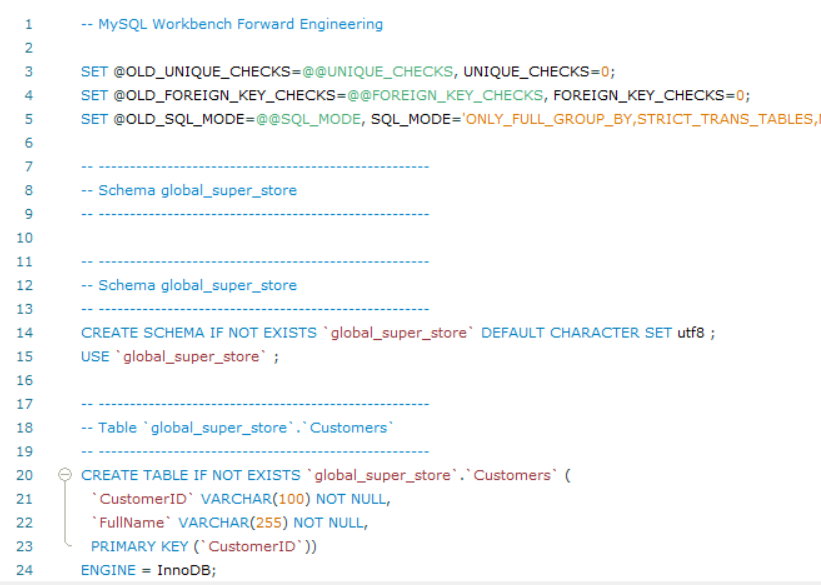 1 -- MySQL Workbench Forward Engineering
2
3 SET @OLD_UNIQUE_CHECKS=@@UNIQUE_CHECKS, UNIQUE_CHECKS=0;
4 SET @OLD_FOREIGN_KEY_CHECKS=@@FOREIGN_KEY_CHECKS, FOREIGN_KEY_CHECKS=0;
5 SET @OLD_SQL_MODE=@@SQL_MODE, SQL_MODE='ONLY_FULL_GROUP_BY,STRICT_TRANS_TABLES,
6
7 -- -----------------------------------------------------
8 -- Schema global_super_store
9 -- -----------------------------------------------------
10
11 -- -----------------------------------------------------
12 -- Schema global_super_store
13 -- -----------------------------------------------------
14 CREATE SCHEMA IF NOT EXISTS `global_super_store` DEFAULT CHARACTER SET utf8 ;
15 USE `global_super_store` ;
16
17 -- -----------------------------------------------------
18 -- Table `global_super_store`.`Customers`
19 -- -----------------------------------------------------
20 CREATE TABLE IF NOT EXISTS `global_super_store`.`Customers` (
21 `CustomerID` VARCHAR(100) NOT NULL,
22 `FullName` VARCHAR(255) NOT NULL,
23 PRIMARY KEY (`CustomerID`))
24 ENGINE = InnoDB;